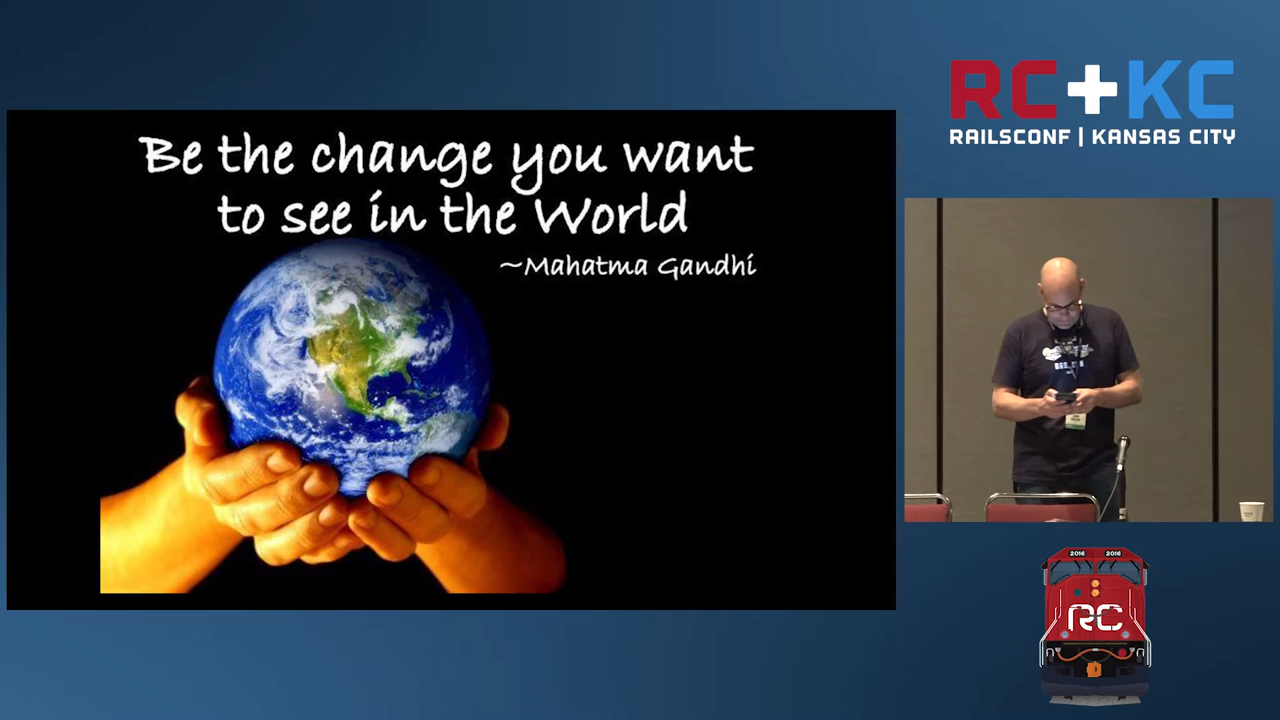 Be the change you want
to see in the World
~Mahatma Gandhi
RC+KC
RAILSCONF | KANSAS CITY
2016 2016
RC